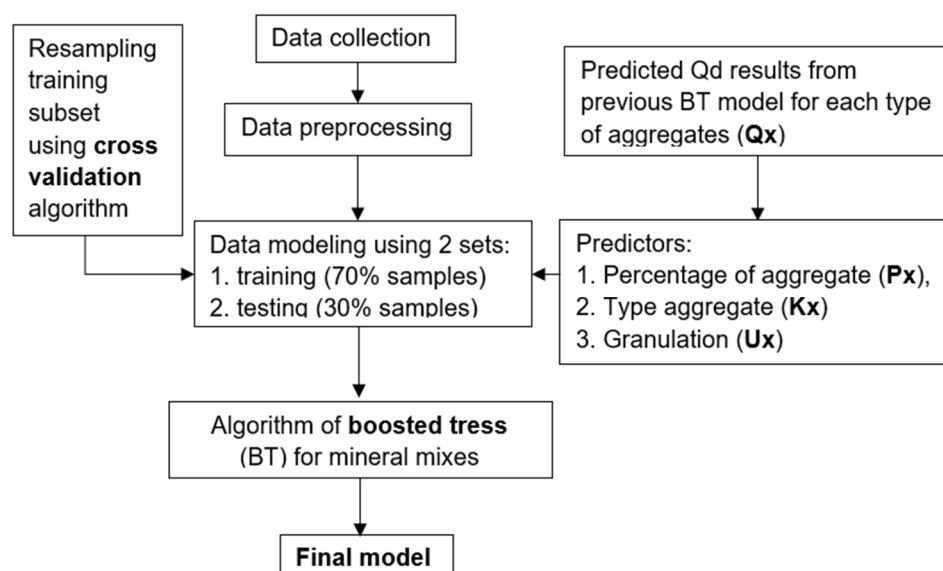 Data collection
Resampling
training
subset
using cross
validation
algorithm
Predicted Qd results from
previous BT model for each type
of aggregates (Qx)
Data preprocessing
Data modeling using 2 sets:
1. training (70% samples)
2. testing (30% samples)
Predictors:
1. Percentage of aggregate (Px),
2. Type aggregate (Kx)
3. Granulation (Ux)
Algorithm of boosted tress
(BT) for mineral mixes
Final model